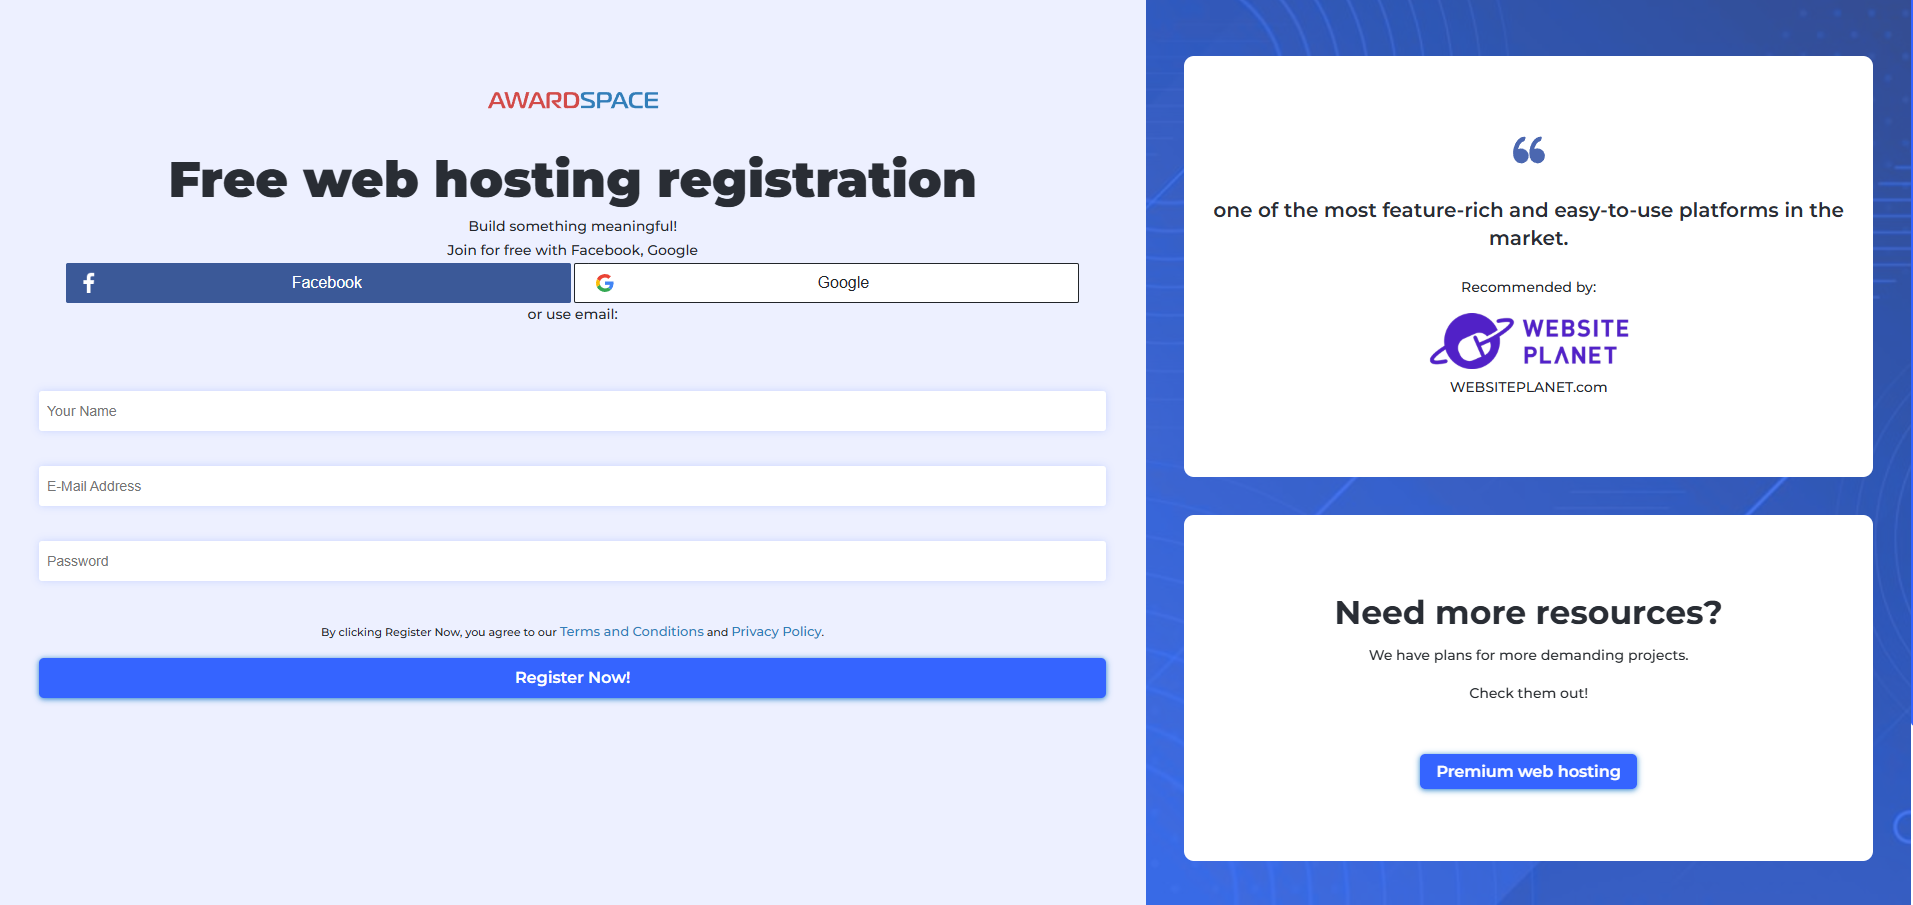 AWARDSPACE
Free web hosting registration
Build something meaningful!
Join for free with Facebook, Google
Facebook
Google
or use email:
Your Name
E-Mail Address
Password
By clicking Register Now, you agree to our Terms and Conditions and Privacy Policy.
Register Now!
“
one of the most feature-rich and easy-to-use platforms in the
market.
Recommended by:
WEBSITE
PLANET
WEBSITEPLANET.com
Need more resources?
We have plans for more demanding projects.
Check them out!
Premium web hosting